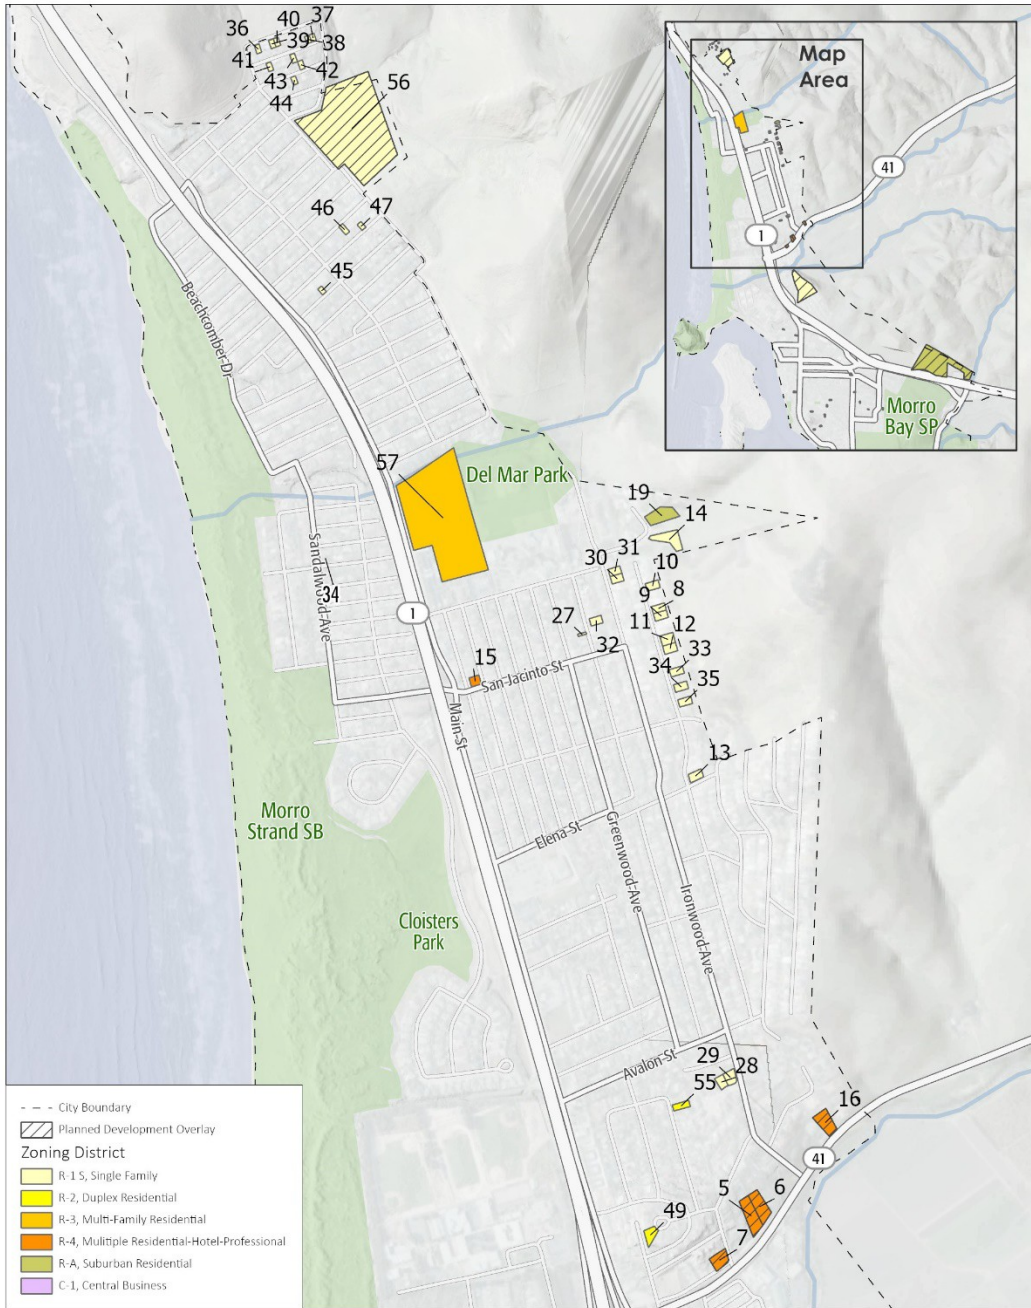 36
40
37
39
38
41
42
43
44
56
Map
Area
41
1
Morro
Bay SP
46
47
45
Beachcomber Dr
57
Del Mar Park
19
14
30
31
10
9
8
11
12
27
32
33
34
35
Sandalwood Ave
34
1
15
San Jacinto St
Main St
13
Morro
Strand SB
Elena St
Greenwood Ave
Ironwood Ave
Cloisters
Park
Avalon St
29
28
55
16
41
5
6
49
7
City Boundary
Planned Development Overlay
Zoning District
R-1 S, Single Family
R-2, Duplex Residential
R-3, Multi-Family Residential
R-4, Mulitiple Residential-Hotel-Professional
R-A, Suburban Residential
C-1, Central Business